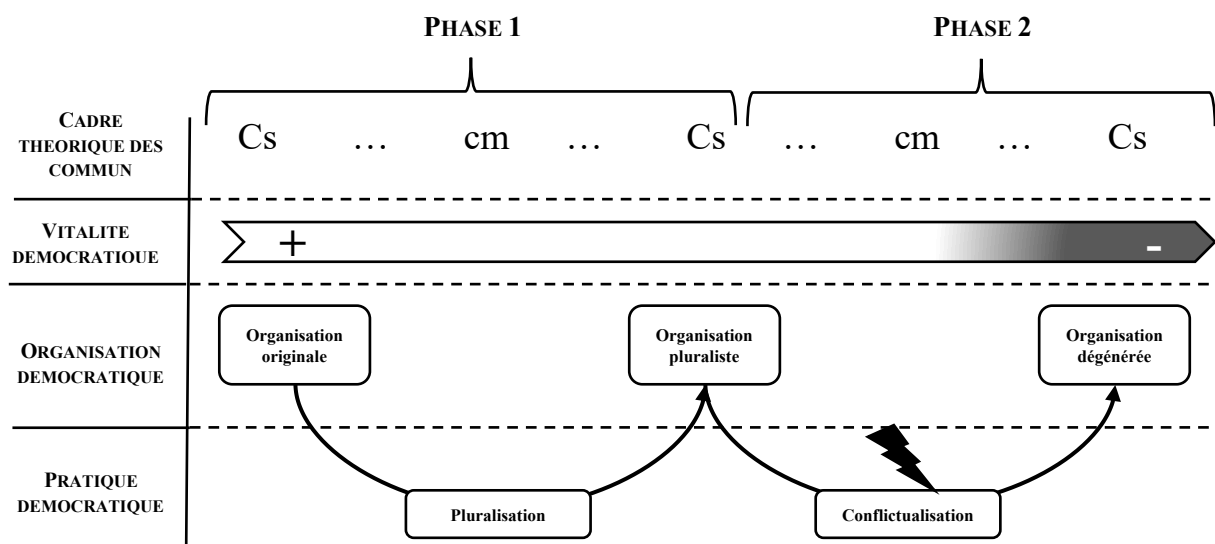 PHASE 1
PHASE 2
CADRE
THEORIQUE DES
COMMUN
Cs … cm … Cs … cm … Cs
VITALITE
DEMOCRATIQUE
+
-
ORGANISATION
DEMOCRATIQUE
Organisation
originale
Organisation
pluraliste
Organisation
dégénérée
PRATIQUE
DEMOCRATIQUE
Pluralisation
Conflictualisation